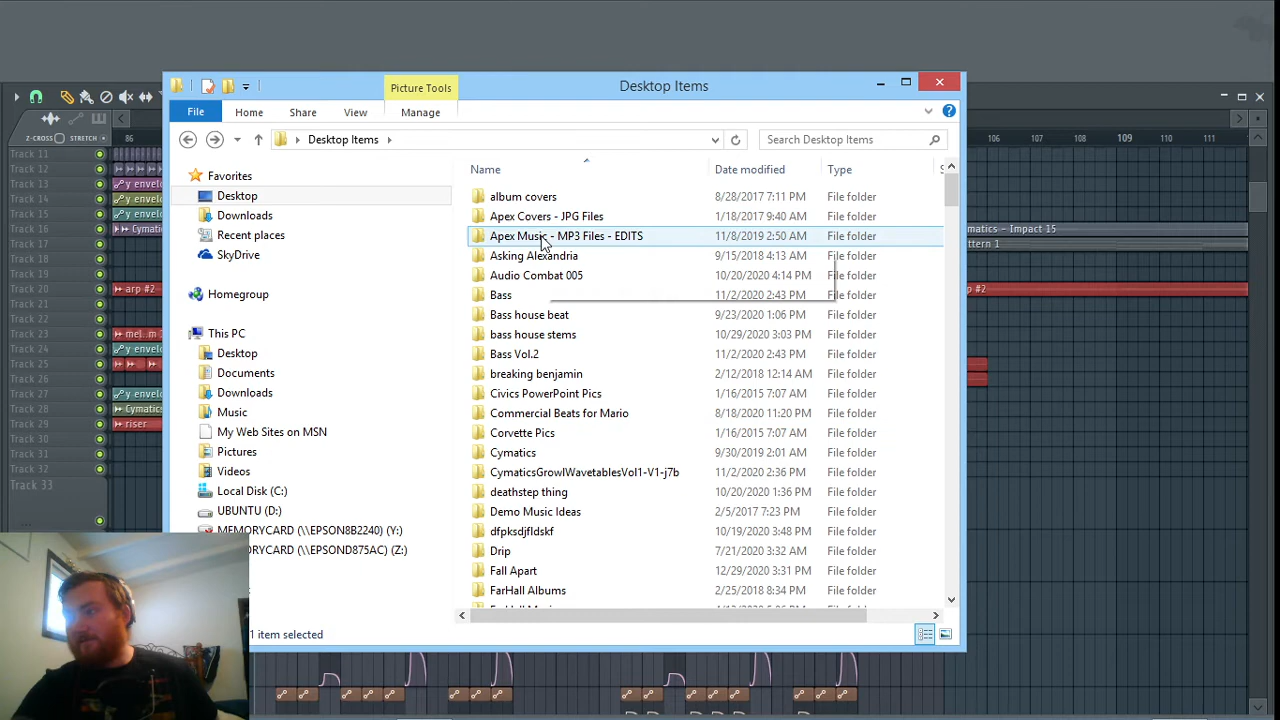 Picture Tools
Desktop Items
File
Home
Share
View
Manage
Z-CROSS
STRETCH
Desktop Items
Search Desktop Items
86
106
107
108
109
110
111
Track 11
Track 12
Track 13
Track 14
Track 15
Track 16
Track 17
Track 18
Track 19
Track 20
Track 21
Track 22
Track 23
Track 24
Track 25
Track 26
Track 27
Track 28
Track 29
Track 30
Track 31
Track 32
Track 33
y envelo
y envelo
y envelo
Cymatic
arp #2
mel...m 3
y envelo
y envelo
Cymatic
riser
Favorites
Desktop
Downloads
Recent places
SkyDrive
Homegroup
This PC
Desktop
Documents
Downloads
Music
My Web Sites on MSN
Pictures
Videos
Local Disk (C:)
UBUNTU (D:)
MEMORYCARD (\\EPSON8B2240) (Y:)
CARD (\\EPSOND875AC) (Z:)
Name Date modified Type
album covers 8/28/2017 7:11 PM File folder
Apex Covers - JPG Files 1/18/2017 9:40 AM File folder
Apex Music - MP3 Files - EDITS 11/8/2019 2:50 AM File folder
Asking Alexandria 9/15/2018 4:13 AM File folder
Audio Combat 005 10/20/2020 4:14 PM File folder
Bass 11/2/2020 2:43 PM File folder
Bass house beat 9/23/2020 1:06 PM File folder
bass house stems 10/29/2020 3:03 PM File folder
Bass Vol.2 11/2/2020 2:43 PM File folder
breaking benjamin 2/12/2018 12:14 AM File folder
Civics PowerPoint Pics 1/16/2015 7:07 AM File folder
Commercial Beats for Mario 8/18/2020 11:20 PM File folder
Corvette Pics 1/16/2015 7:07 AM File folder
Cymatics 9/30/2019 2:01 AM File folder
CymaticsGrowlWavetablesVol1-V1-j7b 11/2/2020 2:36 PM File folder
deathstep thing 10/20/2020 1:36 PM File folder
Demo Music Ideas 2/5/2017 7:23 PM File folder
dfpksdjfldskf 10/19/2020 3:48 PM File folder
Drip 7/21/2020 3:32 AM File folder
Fall Apart 12/29/2020 3:31 PM File folder
FarHall Albums 2/25/2018 8:34 PM File folder
matics - Impact 15
ttern 1
#2
1 item selected